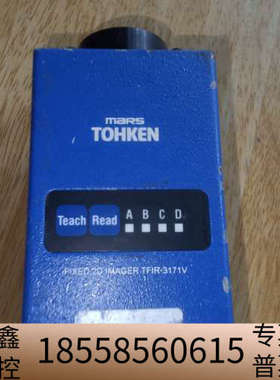 mars
TOHKEN
Teach Read A B C D
FIXED 2D IMAGER TFIR-3171V
鑫 18558560615 专
控 普